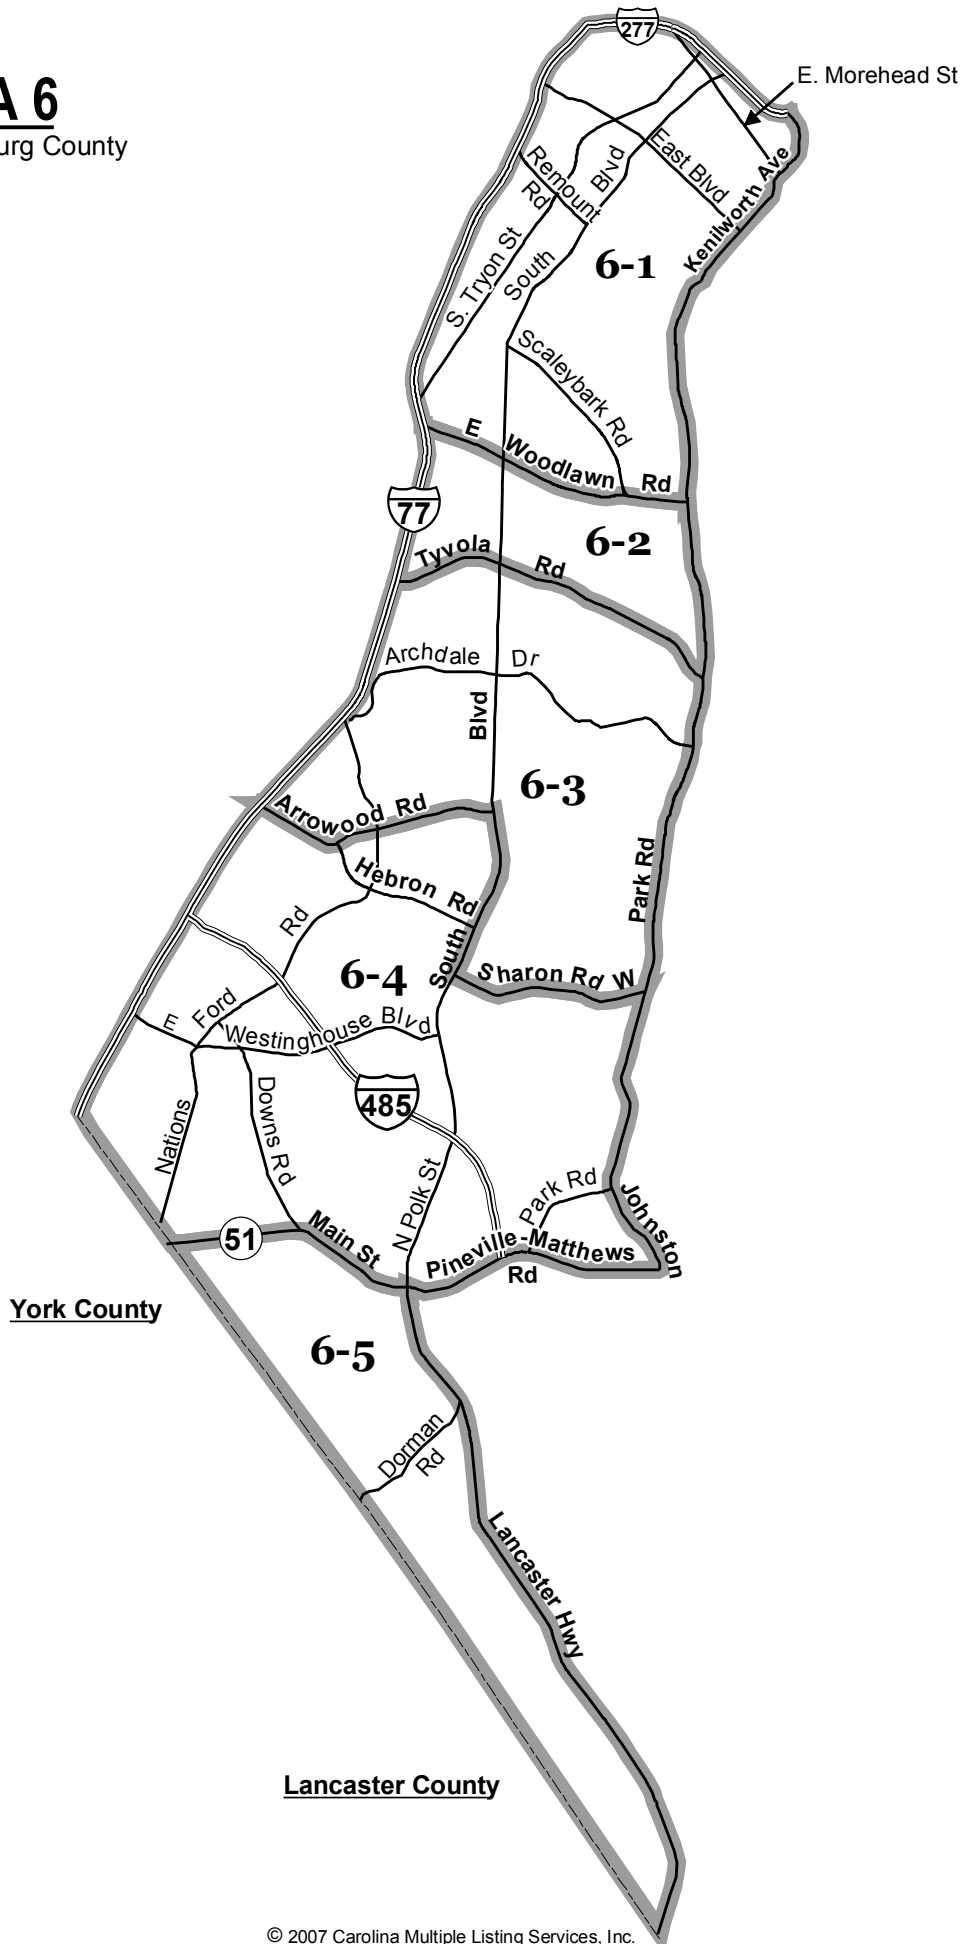 277
A 6
E. Morehead St
urg County
East Blvd
Remount
Rd
Blvd
Kenilworth Ave
S. Tryon St
South
6-1
Scaleybark Rd
E Woodlawn Rd
77
6-2
Tyvola Rd
Archdale Dr
Blvd
6-3
Arrowood Rd
Park Rd
Hebron Rd
Rd
South
6-4
Sharon Rd W
Ford
E Westinghouse Blvd
485
Downs Rd
Nations
N Polk St
Park Rd
Johnston
51
Main St
Pineville-Matthews
Rd
York County
6-5
Dorman
Rd
Lancaster Hwy
Lancaster County
© 2007 Carolina Multiple Listing Services, Inc.